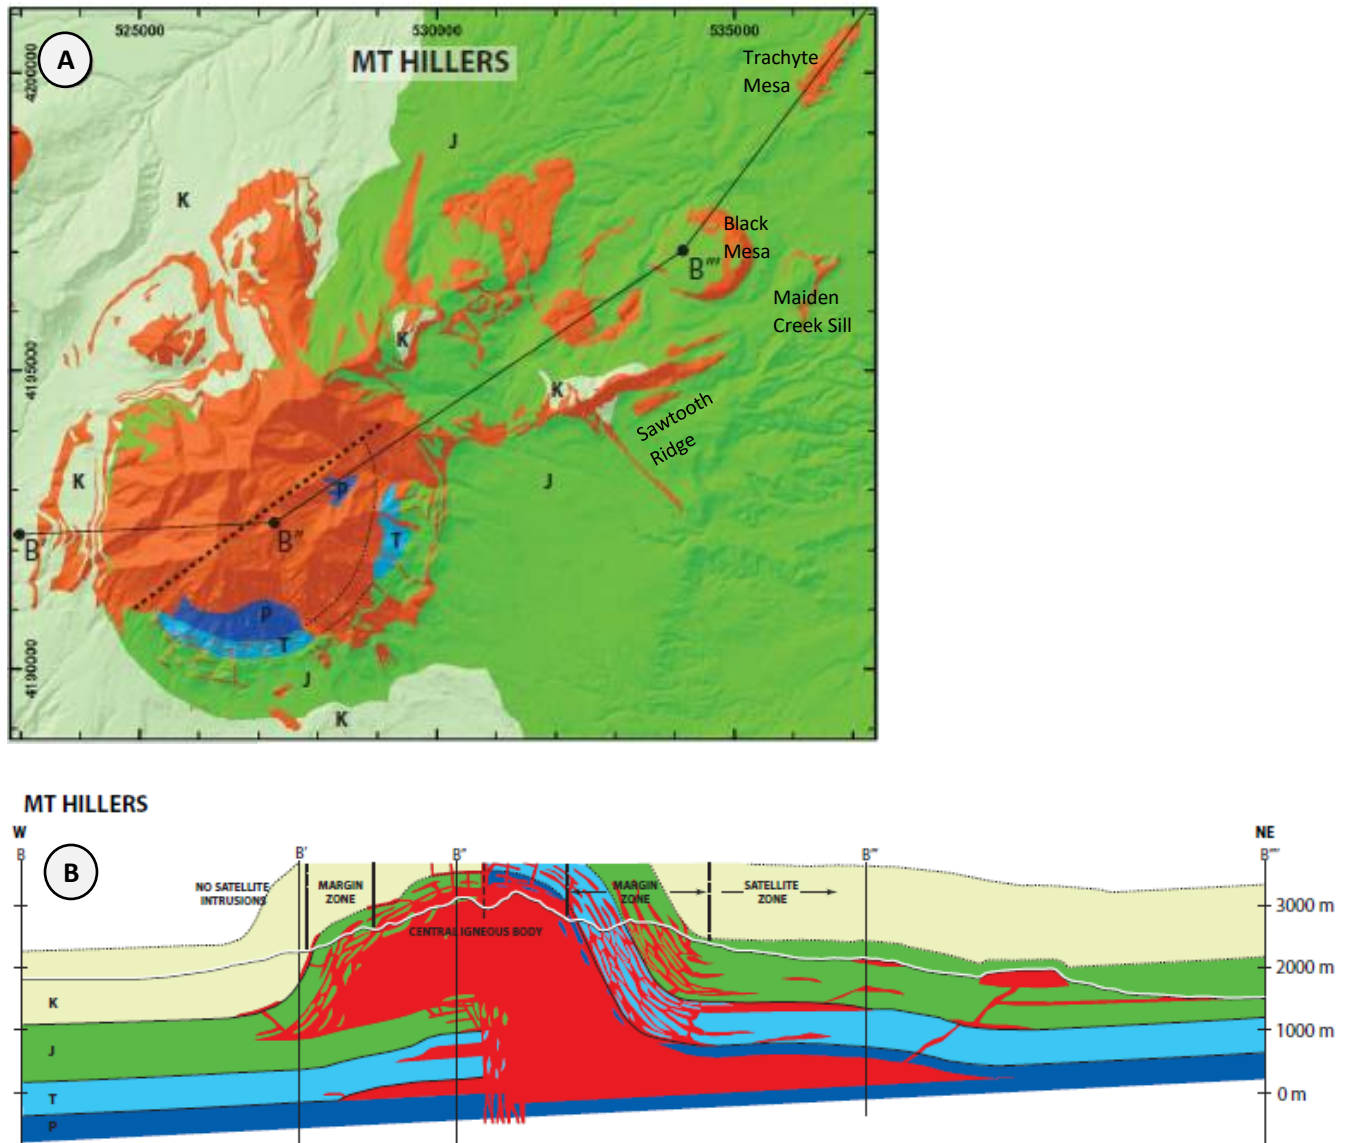 A
525000
530000
535000
MT HILLERS
4200000
4195000
4190000
Trachyte
Mesa
J
K
Black
Mesa
B'''
Maiden
Creek Sill
K
K
Sawtooth
Ridge
K
J
P
B''
B'
T
P
T
J
K
MT HILLERS
W
NE
B
B'
B''
B'''
B''''
B
NO SATELLITE
INTRUSIONS
MARGIN
ZONE
MARGIN
ZONE
SATELLITE
ZONE
CENTRAL IGNEOUS BODY
3000 m
2000 m
1000 m
0 m
K
J
T
P